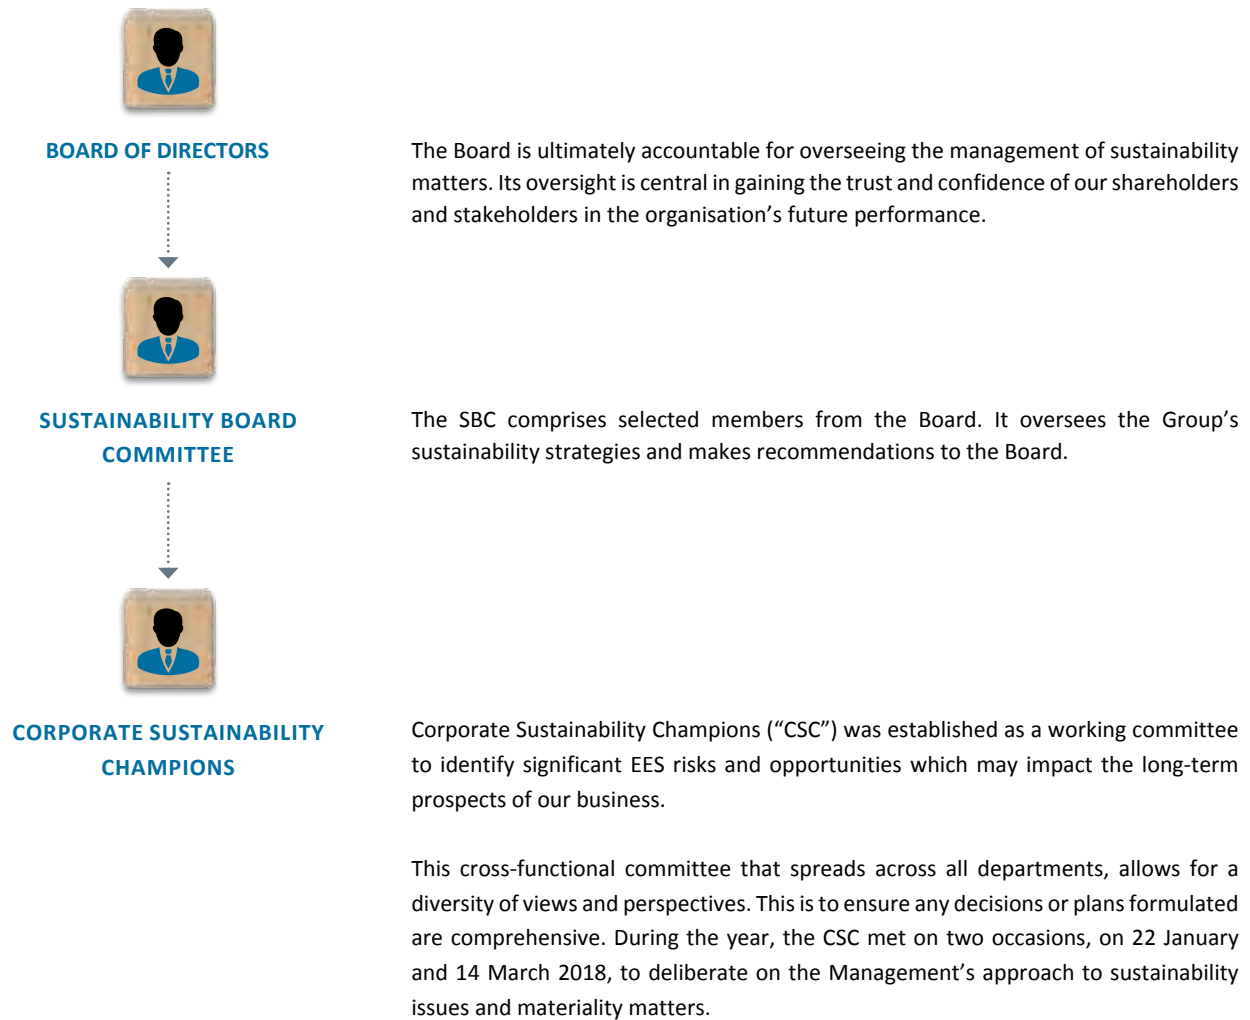 BOARD OF DIRECTORS
The Board is ultimately accountable for overseeing the management of sustainability
matters. Its oversight is central in gaining the trust and confidence of our shareholders
and stakeholders in the organisation’s future performance.
SUSTAINABILITY BOARD
COMMITTEE
The SBC comprises selected members from the Board. It oversees the Group’s
sustainability strategies and makes recommendations to the Board.
CORPORATE SUSTAINABILITY
CHAMPIONS
Corporate Sustainability Champions (“CSC”) was established as a working committee
to identify significant EES risks and opportunities which may impact the long-term
prospects of our business.
This cross-functional committee that spreads across all departments, allows for a
diversity of views and perspectives. This is to ensure any decisions or plans formulated
are comprehensive. During the year, the CSC met on two occasions, on 22 January
and 14 March 2018, to deliberate on the Management’s approach to sustainability
issues and materiality matters.